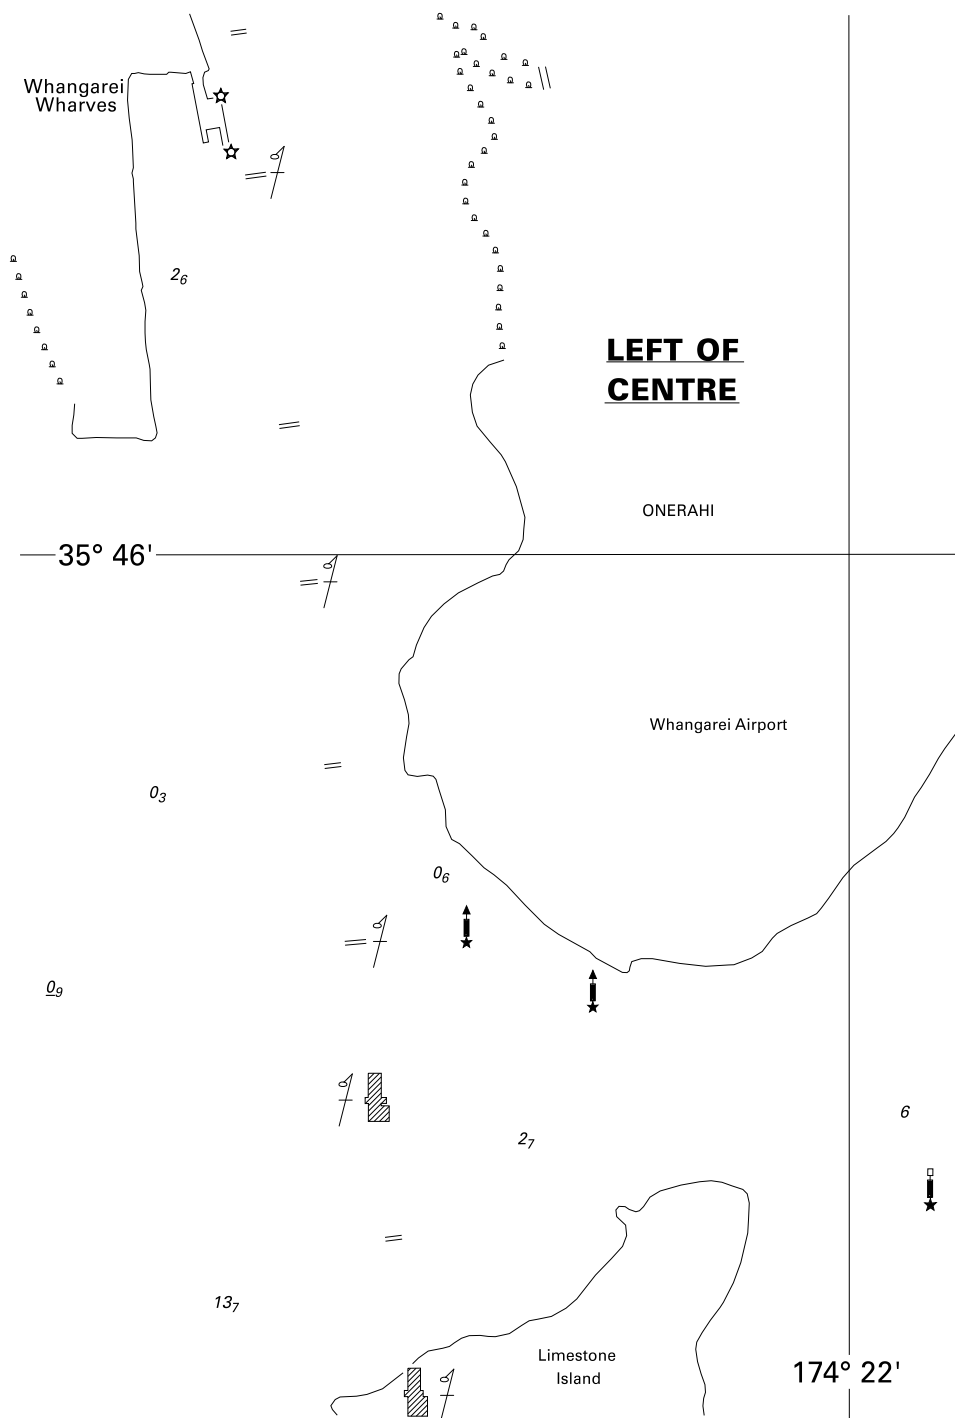 Whangarei
Wharves
2₆
LEFT OF
CENTRE
ONERAHI
35° 46'
Whangarei Airport
0₃
0₆
0₉
6
2₇
13₇
Limestone
Island
174° 22'